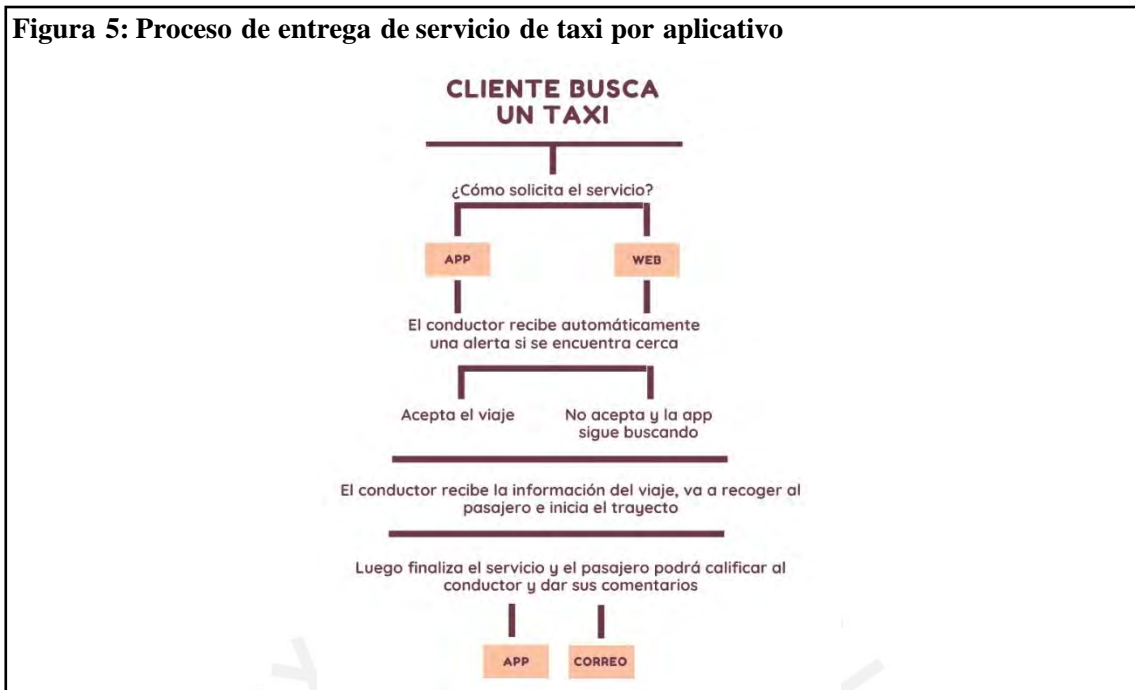 Figura 5: Proceso de entrega de servicio de taxi por aplicativo
CLIENTE BUSCA
UN TAXI
¿Cómo solicita el servicio?
APP
WEB
El conductor recibe automáticamente
una alerta si se encuentra cerca
Acepta el viaje
No acepta y la app
sigue buscando
El conductor recibe la información del viaje, va a recoger al
pasajero e inicia el trayecto
Luego finaliza el servicio y el pasajero podrá calificar al
conductor y dar sus comentarios
APP
CORREO